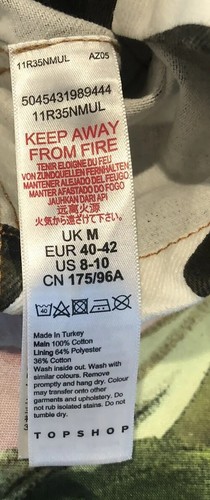 11R35NMUL AZ05
5045431989444
11R35NMUL
KEEP AWAY
FROM FIRE
TENIR ELOIGNE DU FEU
VON ZUNDQUELLEN FERNHALTEN
MANTENER ALEJADO DEL FUEGO
MANTER AFASTADO DO FOGO
JAUHKAN DARI API
远离火源
火気から遠ざけて下さい。
UK M
EUR 40-42
US 8-10
CN 175/96A
Made In Turkey
Main 100% Cotton
Lining 64% Polyester
36% Cotton
Wash inside out. Wash with
similar colours. Remove
promptly and hang dry. Colour
may transfer onto other
garments and upholstery. Do
not rub isolated stains. Do not
tumble dry.
TOPSHOP